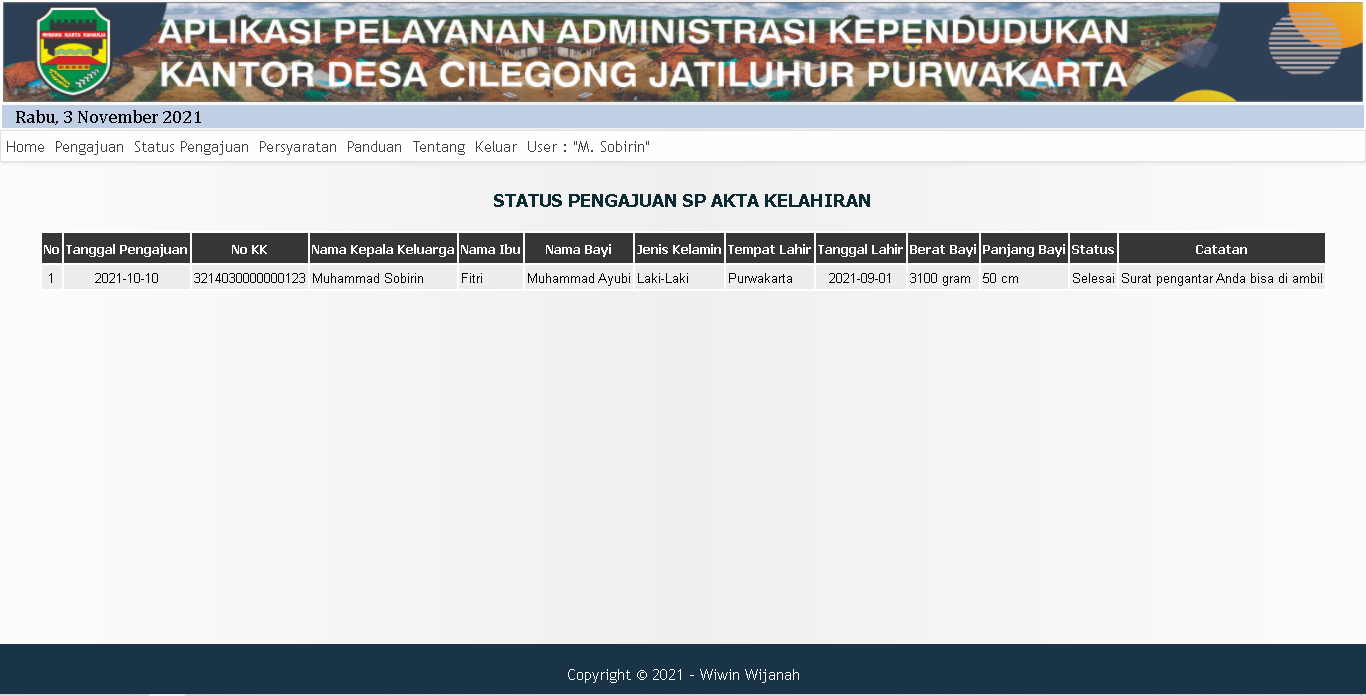 WIBAWA KARTA RAHARJA
APLIKASI PELAYANAN ADMINISTRASI KEPENDUDUKAN
KANTOR DESA CILEGONG JATILUHUR PURWAKARTA
Rabu, 3 November 2021
Home Pengajuan Status Pengajuan Persyaratan Panduan Tentang Keluar User : "M. Sobirin"
STATUS PENGAJUAN SP AKTA KELAHIRAN
No Tanggal Pengajuan No KK Nama Kepala Keluarga Nama Ibu Nama Bayi Jenis Kelamin Tempat Lahir Tanggal Lahir Berat Bayi Panjang Bayi Status Catatan
1 2021-10-10 3214030000000123 Muhammad Sobirin Fitri Muhammad Ayubi Laki-Laki Purwakarta 2021-09-01 3100 gram 50 cm Selesai Surat pengantar Anda bisa di ambil
Copyright © 2021 - Wiwin Wijanah